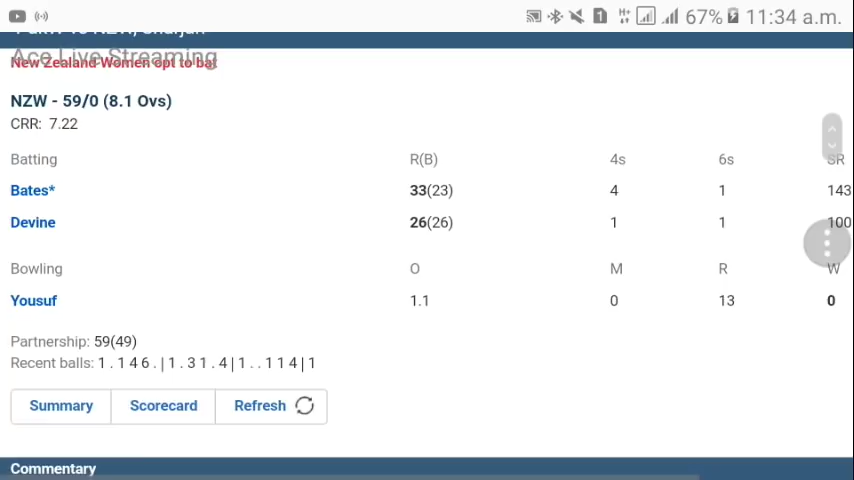 67% 11:34 a.m.
Ace Live Streaming
New Zealand Women opt to bat
NZW - 59/0 (8.1 Ovs)
CRR: 7.22
Batting R(B) 4s 6s SR
Bates* 33(23) 4 1 143
Devine 26(26) 1 1 100
Bowling O M R W
Yousuf 1.1 0 13 0
Partnership: 59(49)
Recent balls: 1 . 1 4 6 . | 1 . 3 1 . 4 | 1 . . 1 1 4 | 1
Summary Scorecard Refresh
Commentary